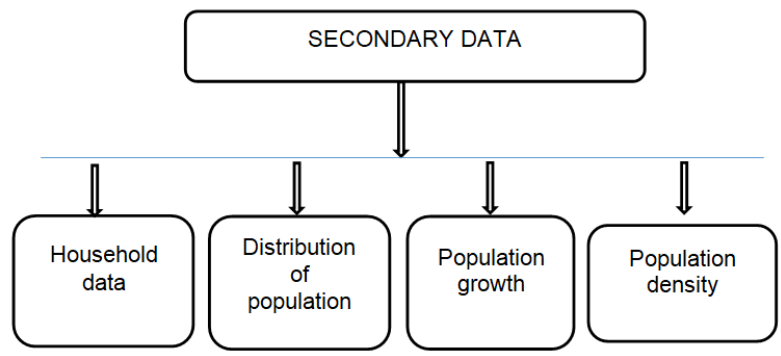 SECONDARY DATA
Household
data
Distribution
of
population
Population
growth
Population
density